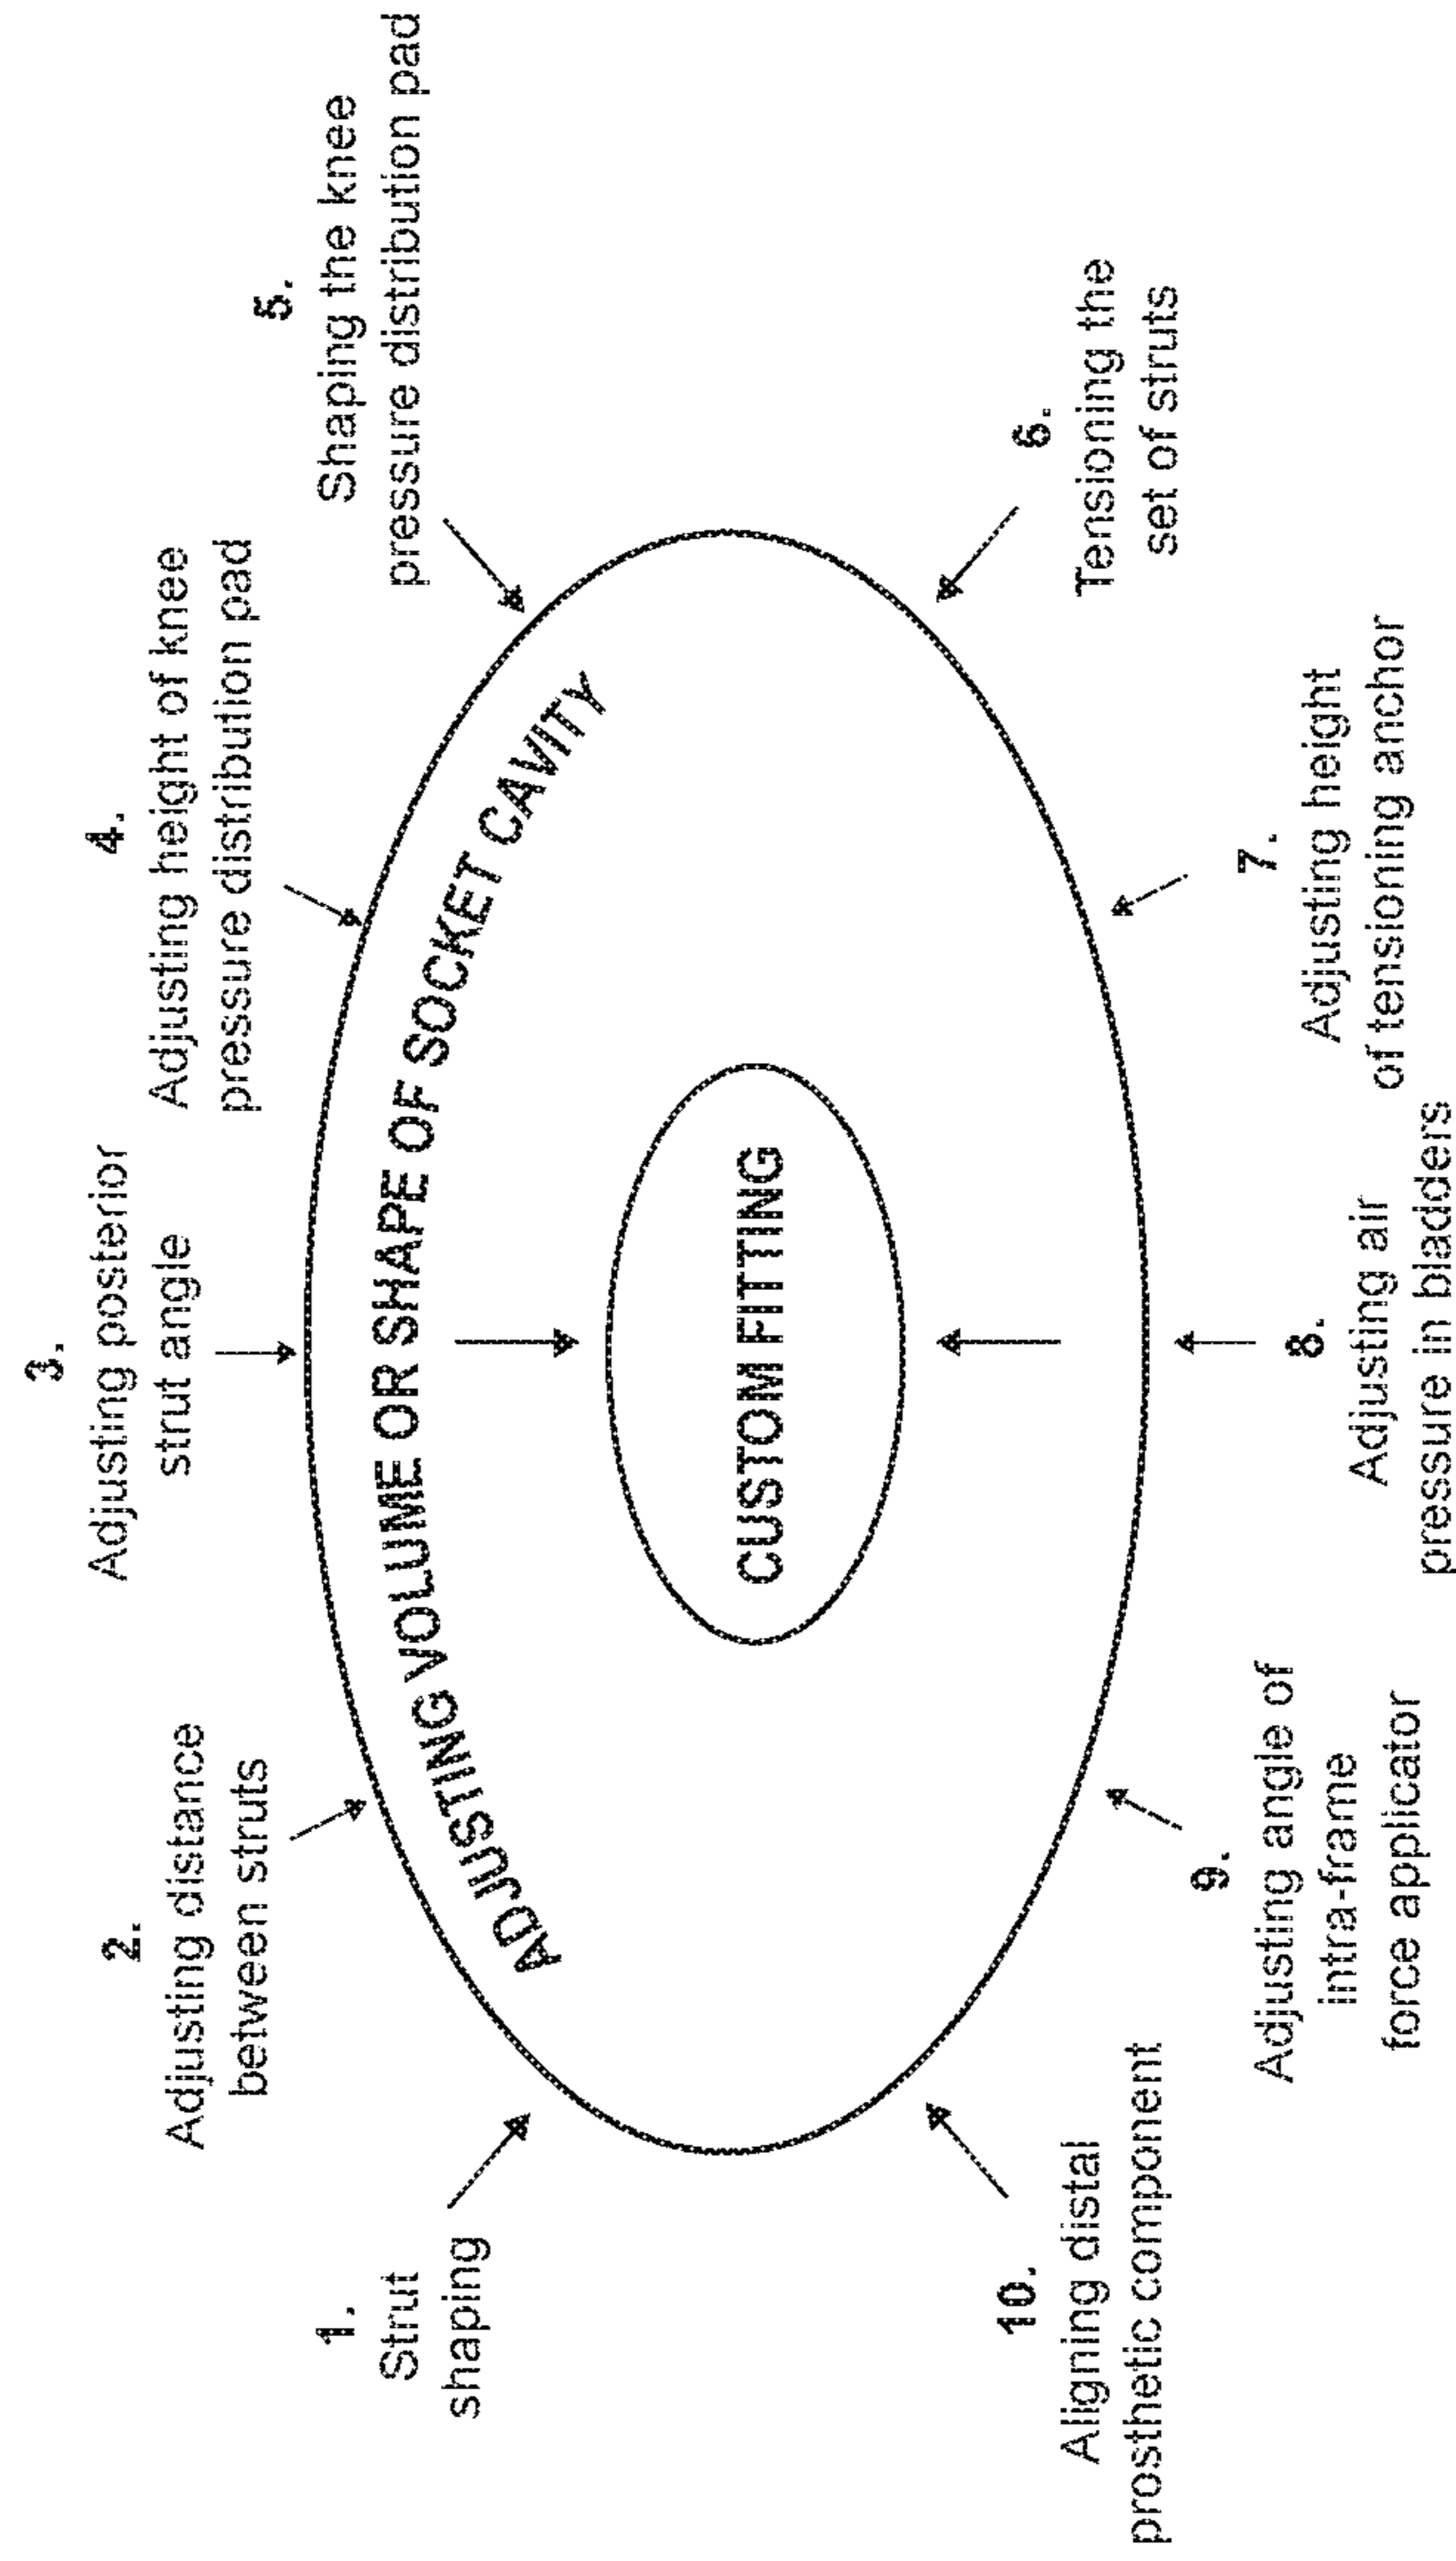 1.
Strut
shaping
2.
Adjusting distance
between struts
3.
Adjusting posterior
strut angle
4.
Adjusting height of knee
pressure distribution pad
5.
Shaping the knee
pressure distribution pad
ADJUSTING VOLUME OR SHAPE OF SOCKET CAVITY
CUSTOM FITTING
6.
Tensioning the
set of struts
7.
Adjusting height
of tensioning anchor
8.
Adjusting air
pressure in bladders
9.
Adjusting angle of
intra-frame
force applicator
10.
Aligning distal
prosthetic component